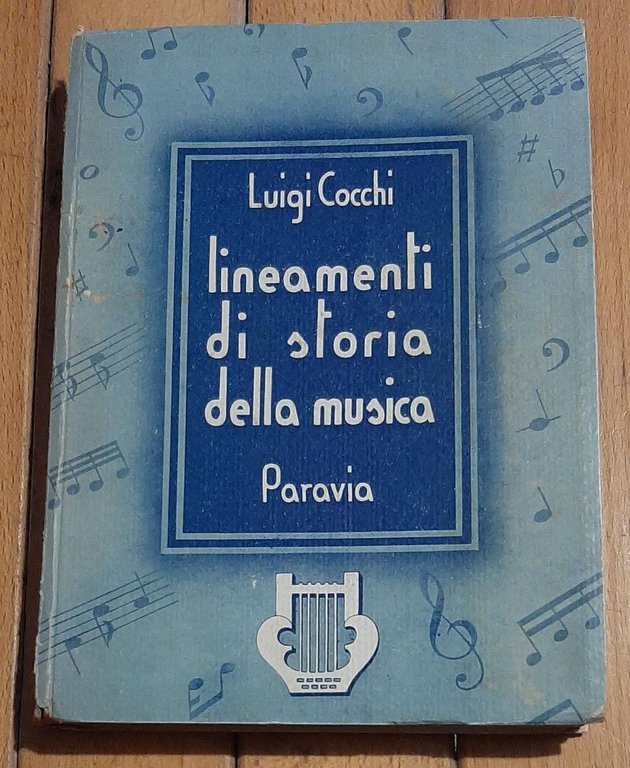 Luigi Cocchi
lineamenti
di storia
della musica
Paravia